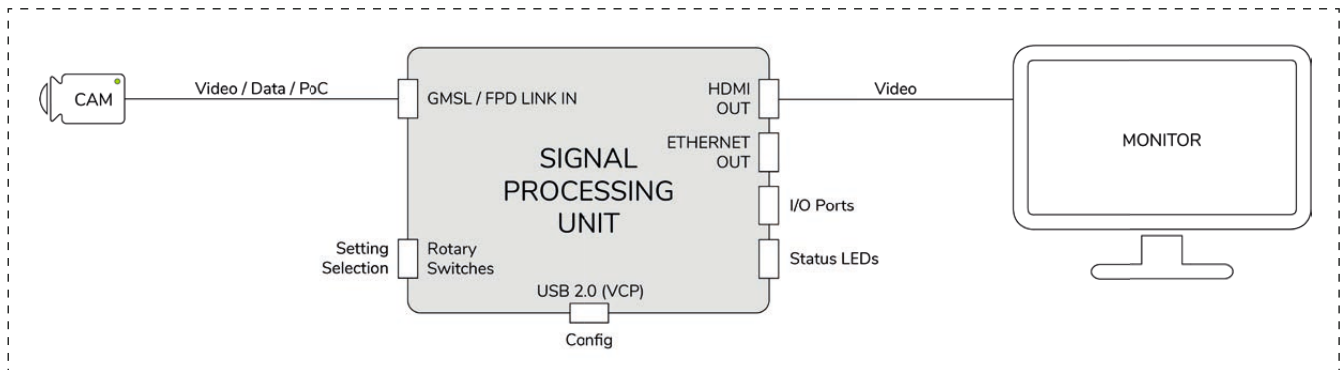 CAM
Video / Data / PoC
GMSL / FPD LINK IN
HDMI
OUT
Video
MONITOR
ETHERNET
OUT
SIGNAL
PROCESSING
UNIT
I/O Ports
Setting
Selection
Rotary
Switches
Status LEDs
USB 2.0 (VCP)
Config